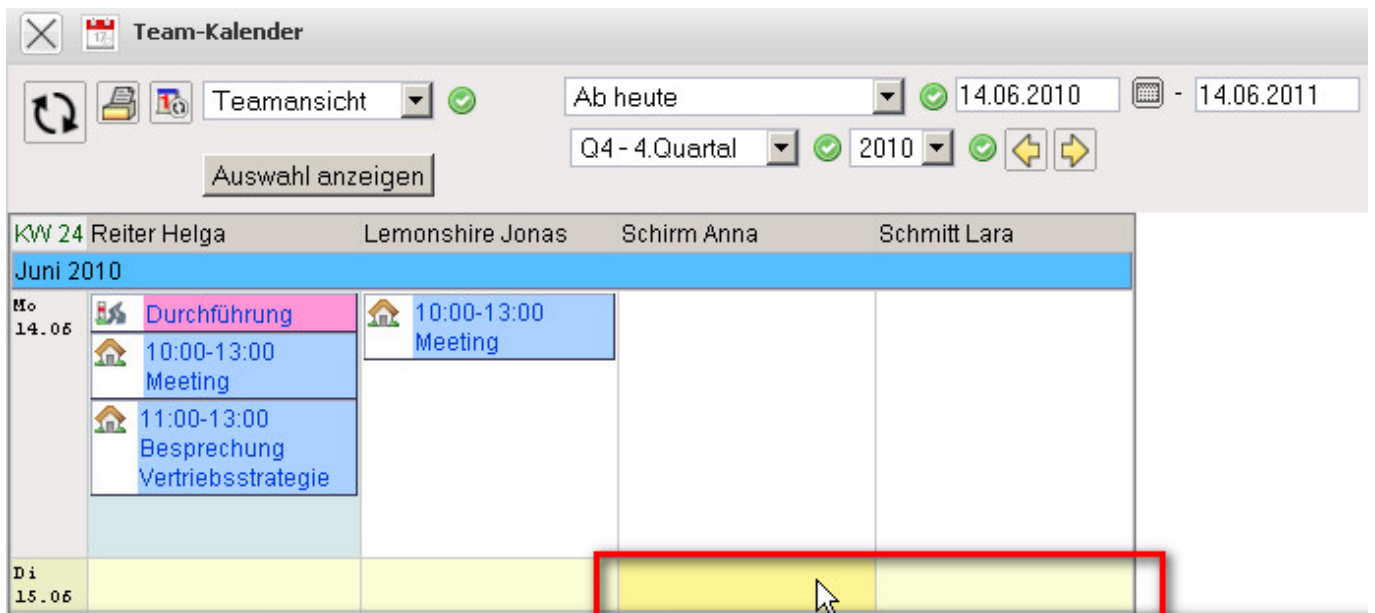 Team-Kalender
Teamansicht
Ab heute
14.06.2010
-
14.06.2011
Q4 - 4.Quartal
2010
Auswahl anzeigen
KW 24 Reiter Helga Lemonshire Jonas Schirm Anna Schmitt Lara
Juni 2010
Mo
14.06
Durchführung
10:00-13:00
Meeting
11:00-13:00
Besprechung
Vertriebsstrategie
10:00-13:00
Meeting
Di
15.06